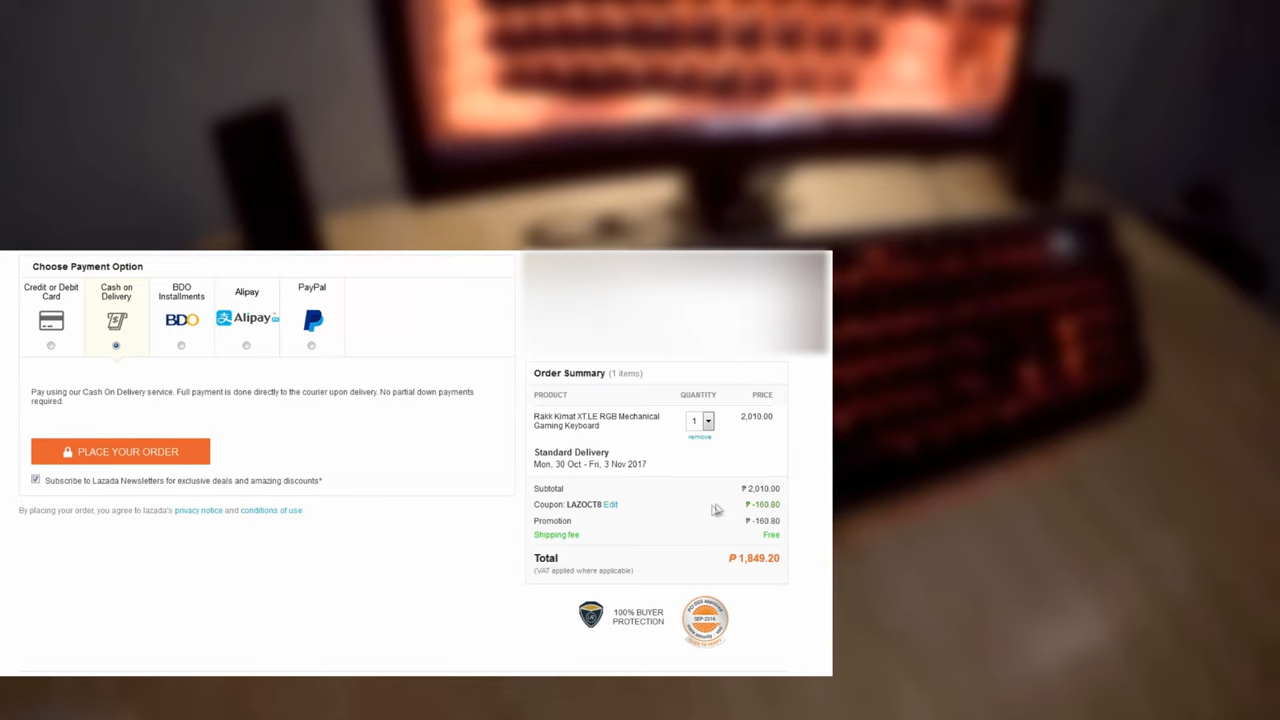 Choose Payment Option
Credit or Debit
Card
Cash on
Delivery
BDO
Installments
Alipay
PayPal
BDO
Alipay
Pay using our Cash On Delivery service. Full payment is done directly to the courier upon delivery. No partial down payments
required.
PLACE YOUR ORDER
Subscribe to Lazada Newsletters for exclusive deals and amazing discounts*
By placing your order, you agree to lazada's privacy notice and conditions of use
Order Summary (1 items)
PRODUCT QUANTITY PRICE
Rakk Kimat XT.LE RGB Mechanical
Gaming Keyboard
1
2,010.00
remove
Standard Delivery
Mon, 30 Oct - Fri, 3 Nov 2017
Subtotal ₱ 2,010.00
Coupon: LAZOCT8 Edit ₱ -160.80
Promotion ₱ -160.80
Shipping fee Free
Total ₱ 1,849.20
(VAT applied where applicable)
100% BUYER
PROTECTION
PCI DSS approved
SEP-2016